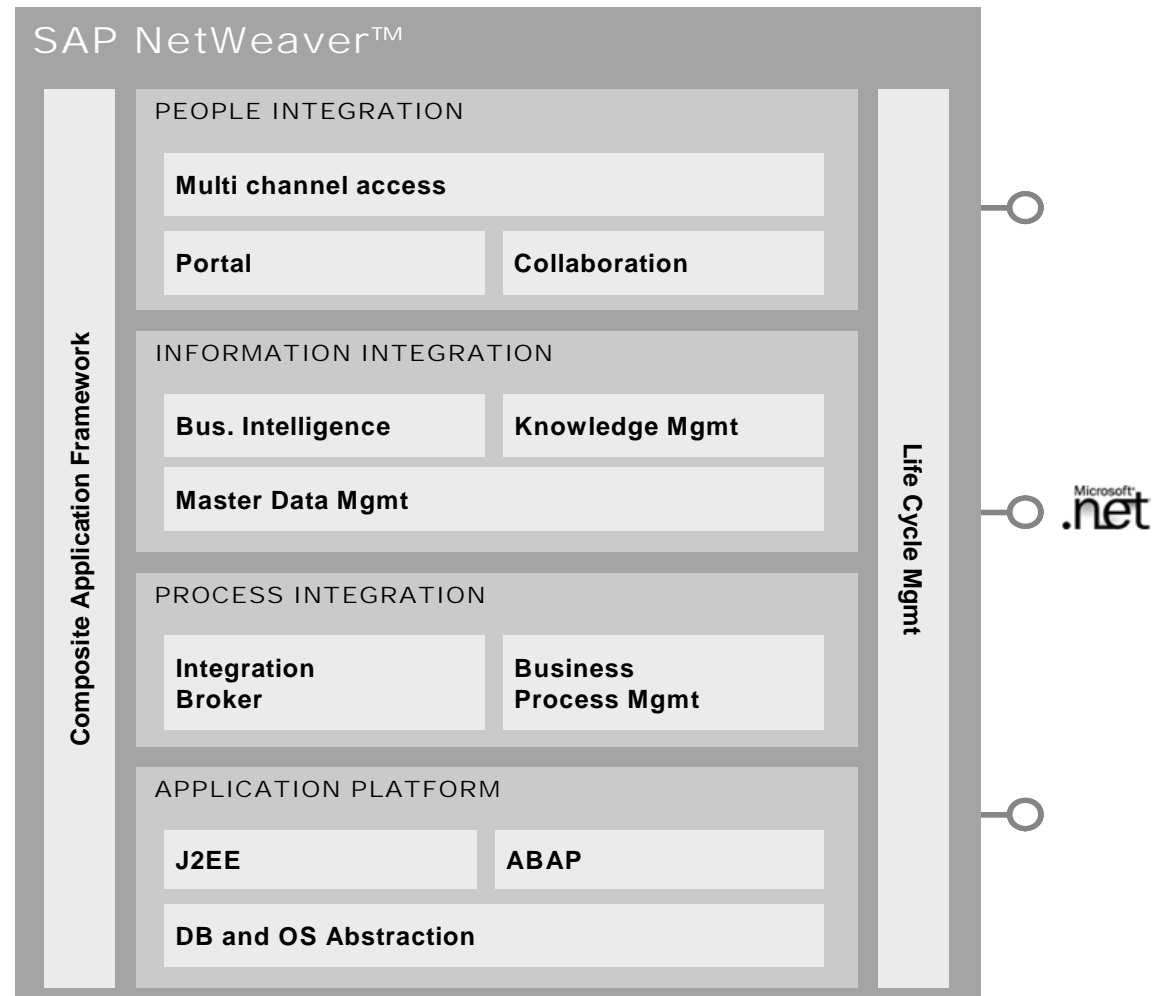 SAP NetWeaver™
PEOPLE INTEGRATION
Multi channel access
Portal
Collaboration
INFORMATION INTEGRATION
Bus. Intelligence
Knowledge Mgmt
Master Data Mgmt
PROCESS INTEGRATION
Integration
Broker
Business
Process Mgmt
APPLICATION PLATFORM
J2EE
ABAP
DB and OS Abstraction
Composite Application Framework
Life Cycle Mgmt
Microsoft
.net